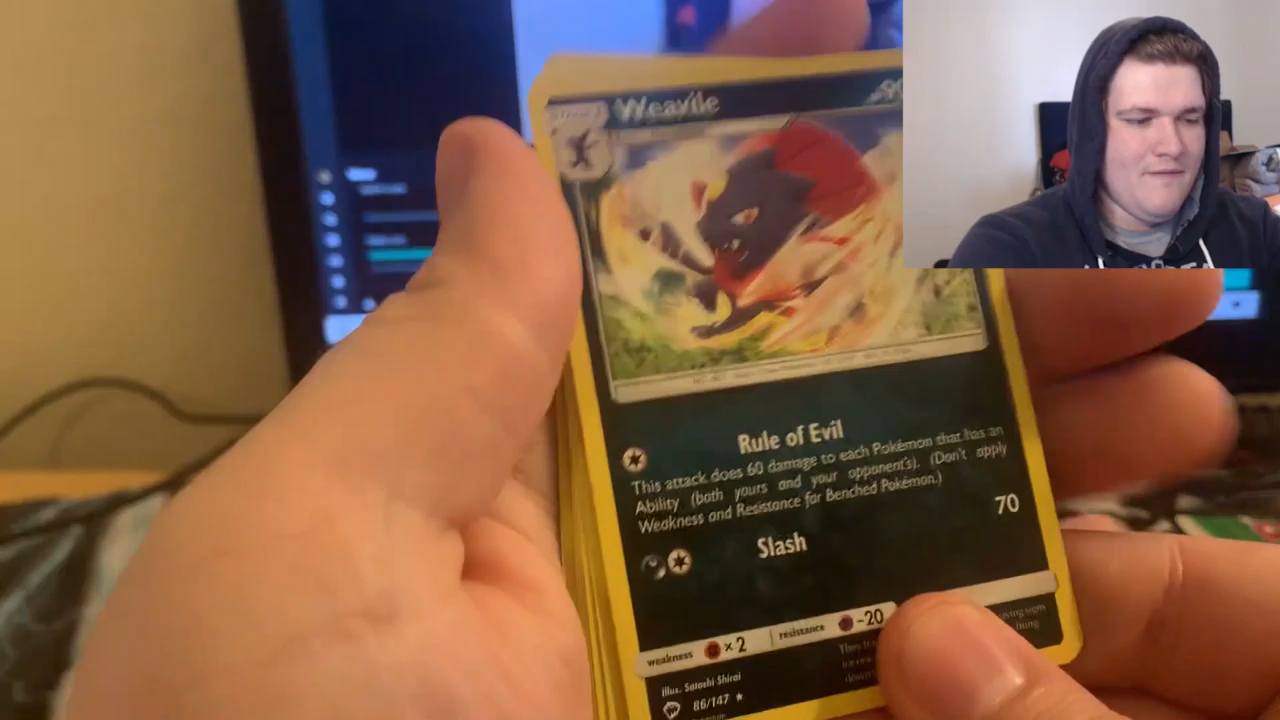 Weavile
Rule of Evil
This attack does 60 damage to each Pokémon that has an
Ability (both yours and your opponent's). (Don't apply
Weakness and Resistance for Benched Pokémon.)
Slash 70
weakness ×2 resistance -20
Illus. Satoshi Shirai
86/147 ★